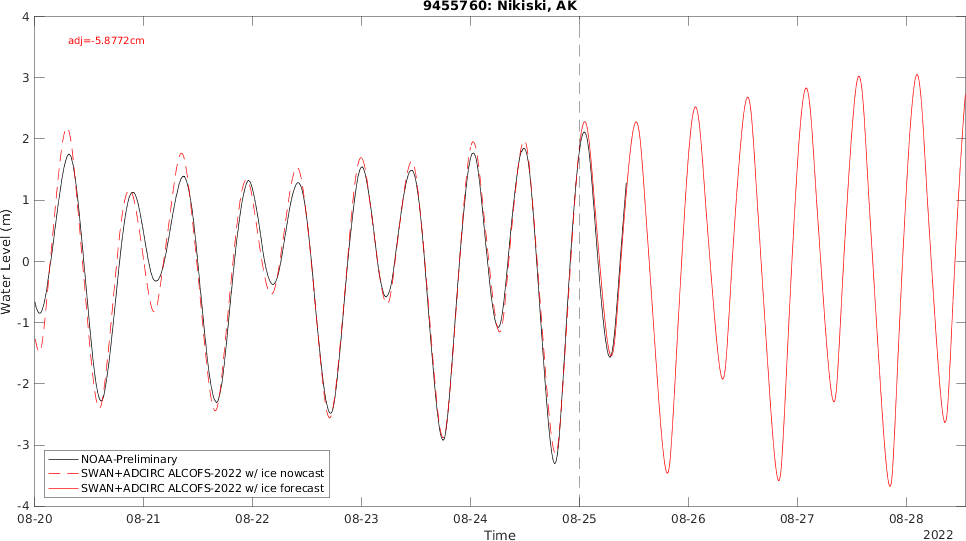 9455760: Nikiski, AK
adj=-5.8772cm
4
3
2
1
0
-1
-2
-3
-4
Water Level (m)
NOAA-Preliminary
SWAN+ADCIRC ALCOFS-2022 w/ ice nowcast
SWAN+ADCIRC ALCOFS-2022 w/ ice forecast
08-20 08-21 08-22 08-23 08-24 08-25 08-26 08-27 08-28
Time
2022